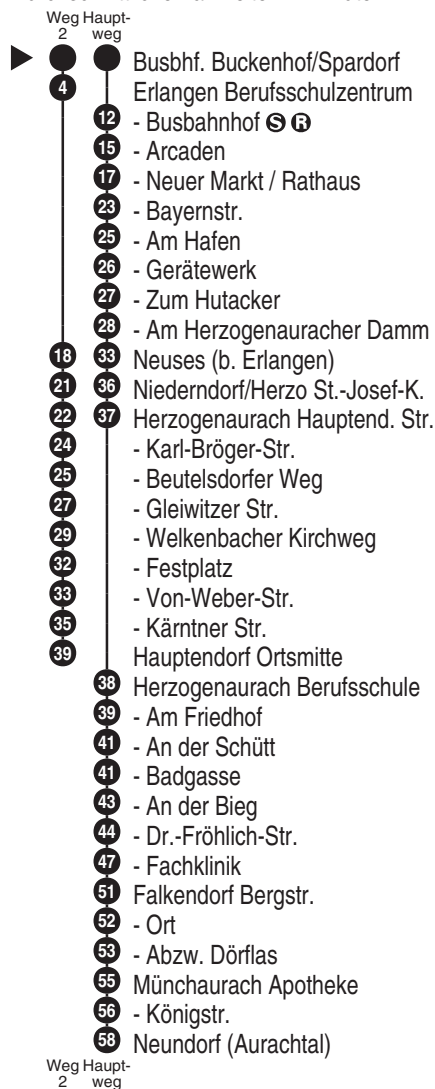 Weg Haupt-
2 weg
Busbhf. Buckenhof/Spardorf
4 Erlangen Berufsschulzentrum
12 - Busbahnhof S R
15 - Arcaden
17 - Neuer Markt / Rathaus
23 - Bayernstr.
25 - Am Hafen
26 - Gerätewerk
27 - Zum Hutacker
28 - Am Herzogenauracher Damm
18 33 Neuses (b. Erlangen)
21 36 Niederndorf/Herzo St.-Josef-K.
22 37 Herzogenaurach Hauptend. Str.
24 - Karl-Bröger-Str.
25 - Beutelsdorfer Weg
27 - Gleiwitzer Str.
29 - Welkenbacher Kirchweg
32 - Festplatz
33 - Von-Weber-Str.
35 - Kärntner Str.
39 Hauptendorf Ortsmitte
38 Herzogenaurach Berufsschule
39 - Am Friedhof
41 - An der Schütt
41 - Badgasse
43 - An der Bieg
44 - Dr.-Fröhlich-Str.
47 - Fachklinik
51 Falkendorf Bergstr.
52 - Ort
53 - Abzw. Dörflas
55 Münchaurach Apotheke
56 - Königstr.
58 Neundorf (Aurachtal)
Weg Haupt-
2 weg